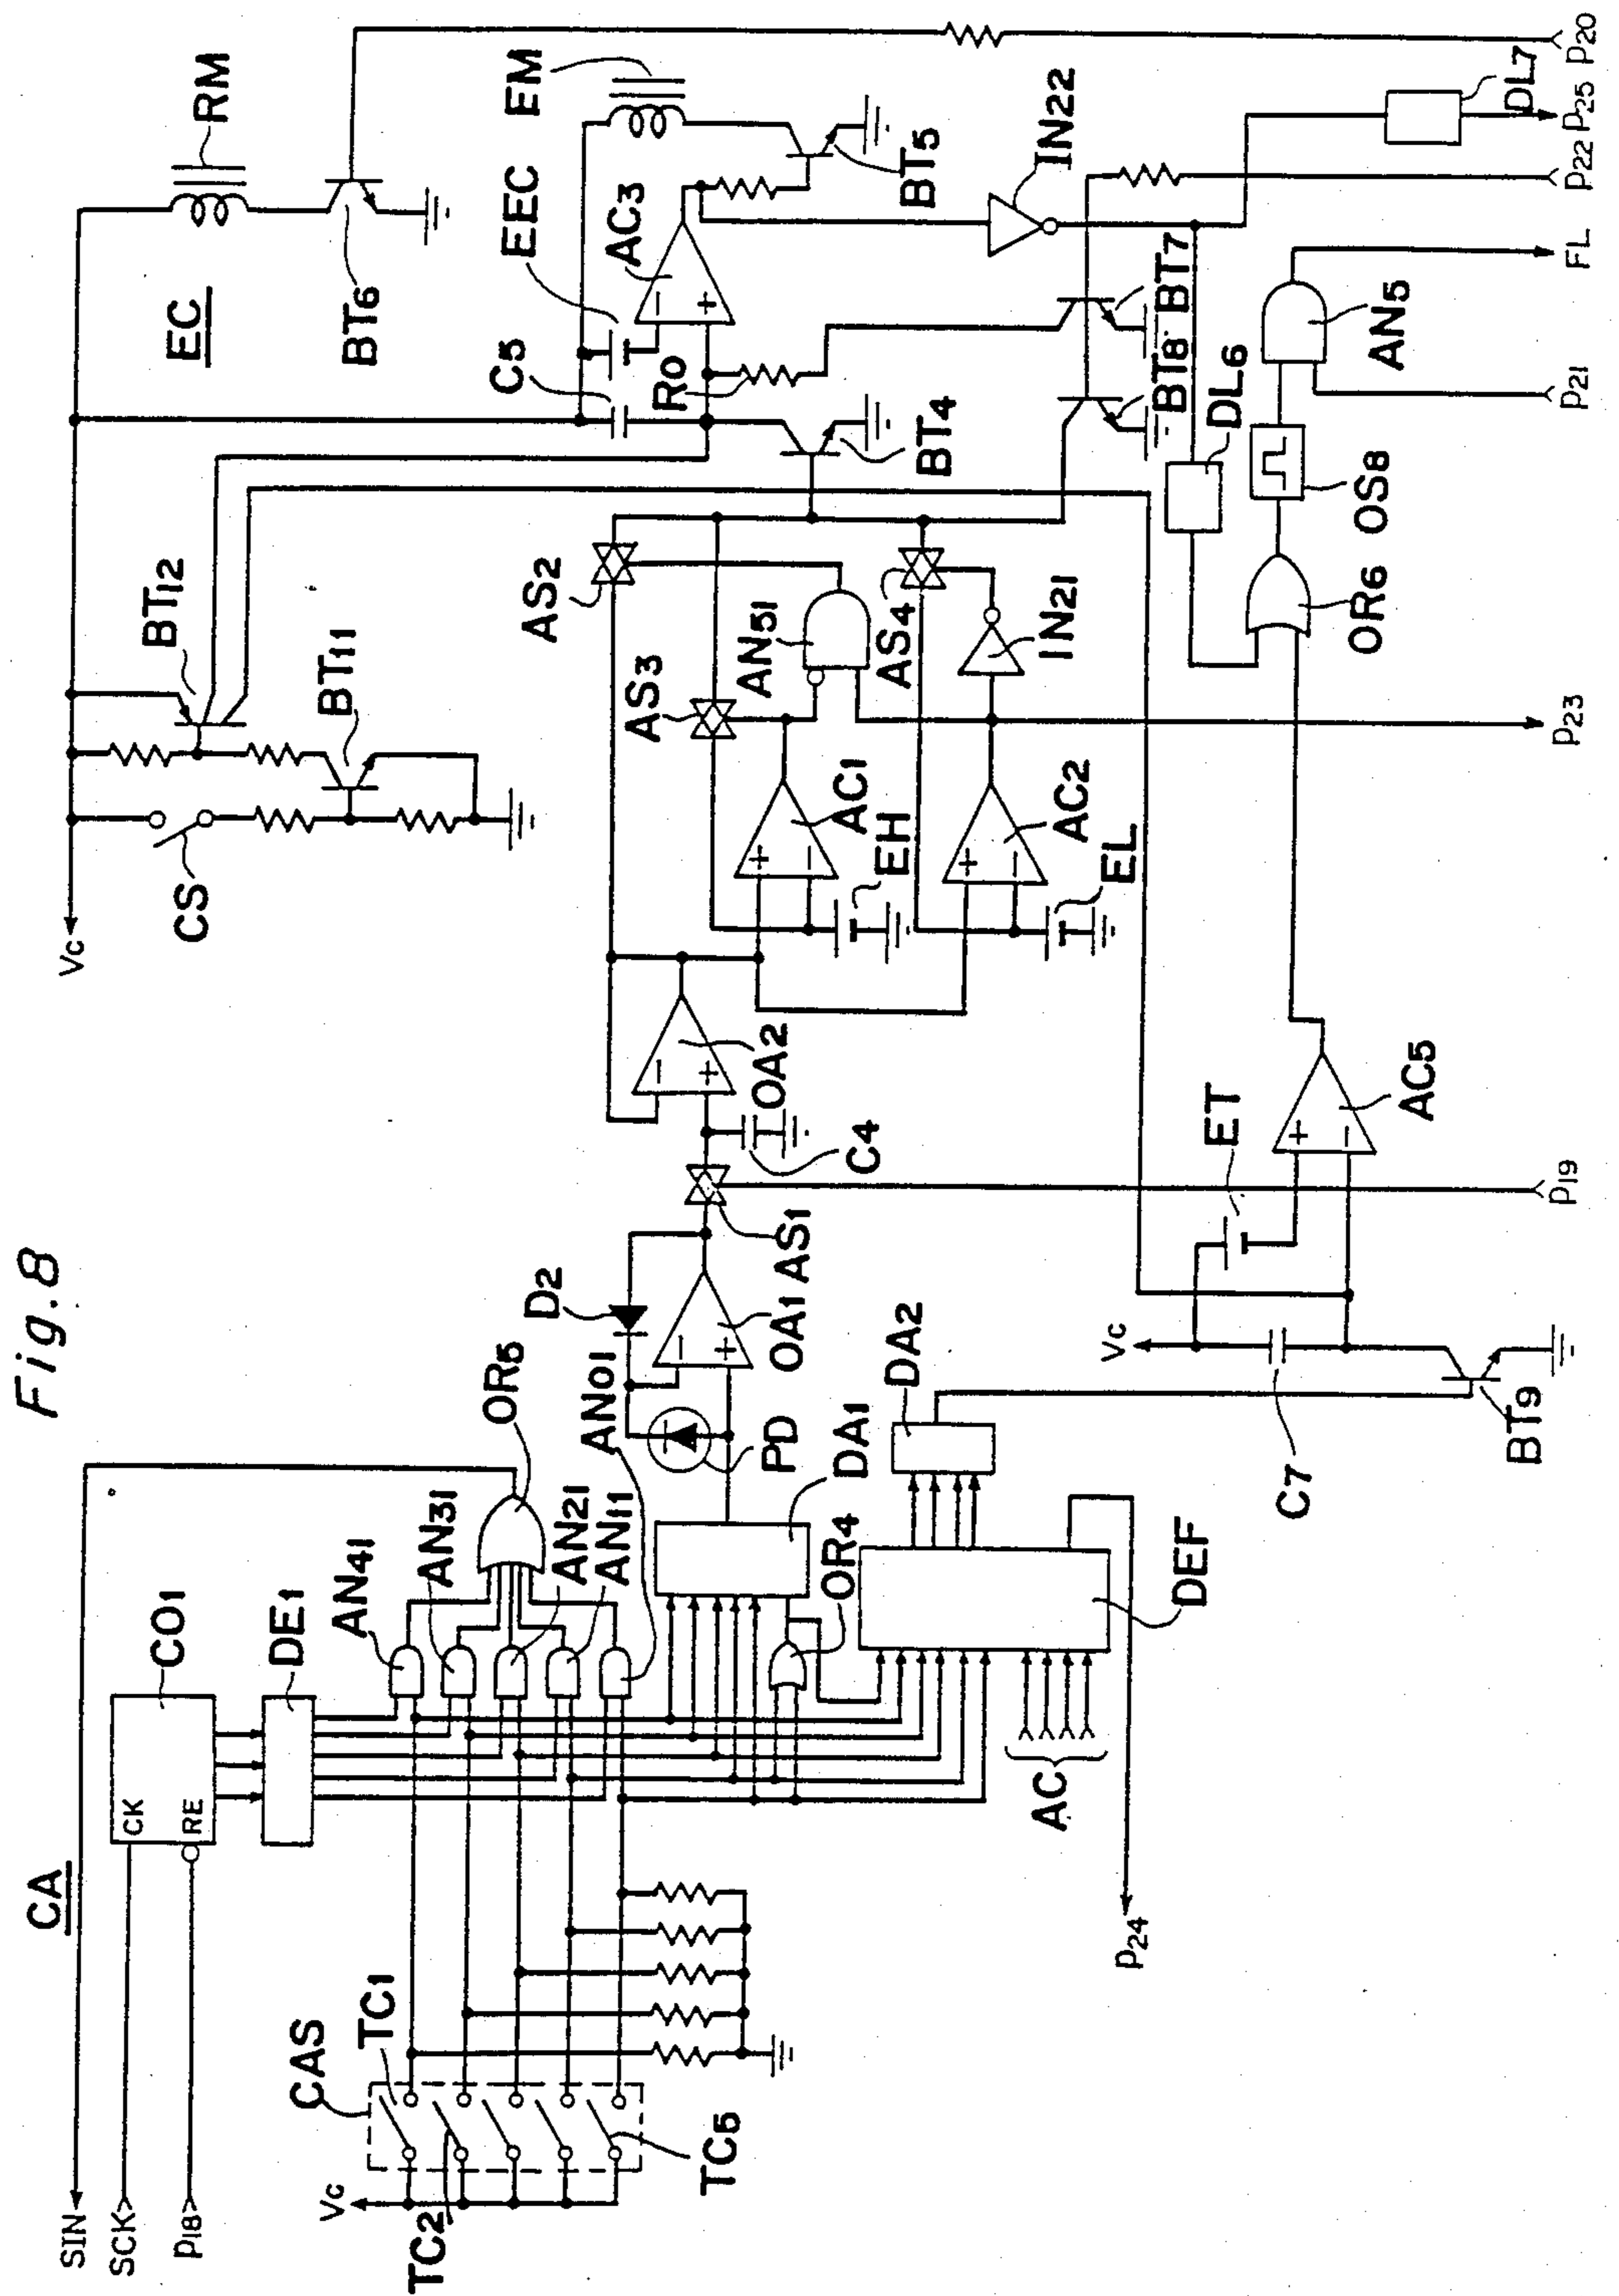 Fig. 8
CA
SIN
SCK
P18
CO1
CK
RE
DE1
CAS
TC1
TC2
TC5
Vc
AN41
AN31
AN21
AN11
AN01
OR5
OR4
DA1
DA2
DEF
AC
P24
PD
D2
OA1
AS1
C4
OA2
Vc
C7
BT9
ET
AC5
P19
Vc
CS
BT11
BT12
EC
RM
BT6
AS2
AS3
AN51
AS4
IN21
AC1
EH
AC2
EL
P23
C5
EEC
AC3
EM
R0
BT4
BT5
IN22
BT7
BT8
DL6
OR6
OS8
AN5
DL7
P21
FL
P22
P25
P20